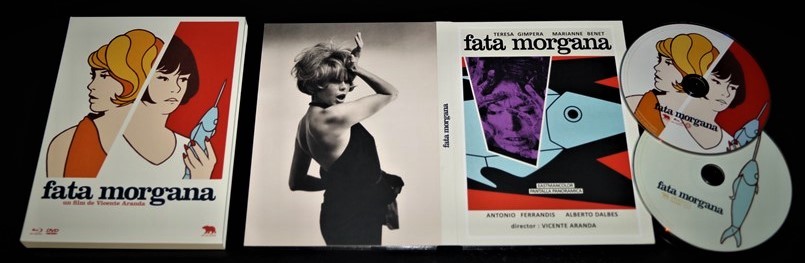 fata morgana
un film de Vicente Aranda
DVD
fata morgana
TERESA GIMPERA MARIANNE BENET
fata morgana
EASTMANCOLOR
PANTALLA PANORAMICA
ANTONIO FERRANDIS ALBERTO DALBES
director : VICENTE ARANDA
fata morgana
fata morgana